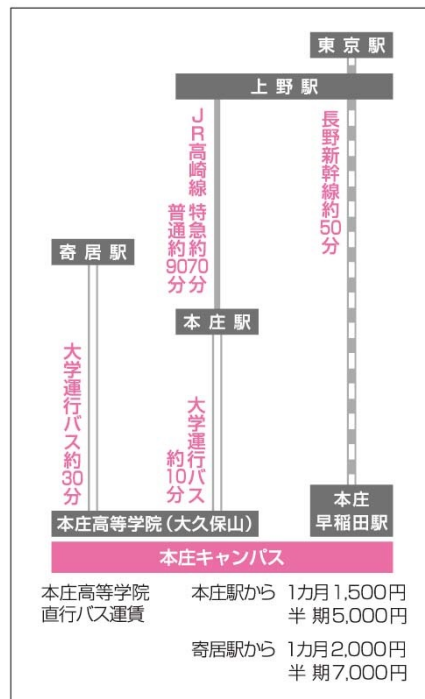 東京駅
上野駅
JR高崎線
特急約70分
普通約90分
長野新幹線約50分
寄居駅
本庄駅
大学運行バス約30分
大学運行バス
約10分
本庄高等学院(大久保山)
本庄
早稲田駅
本庄キャンパス
本庄高等学院
直行バス運賃
本庄駅から 1カ月1,500円
半 期5,000円
寄居駅から 1カ月2,000円
半 期7,000円